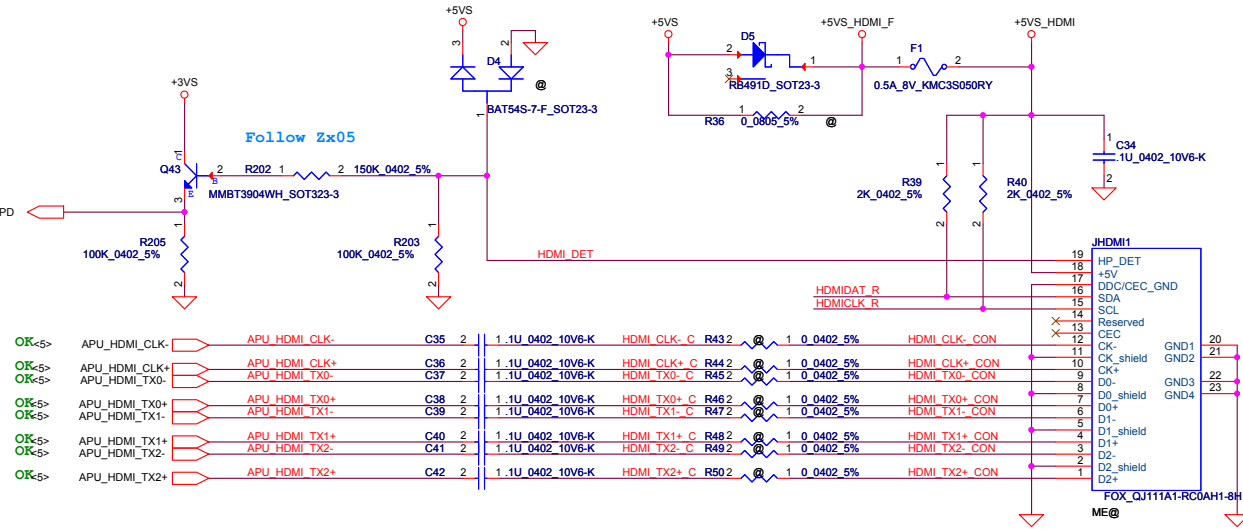 +5VS
3
2
D4
@
BAT54S-7-F_SOT23-3
1
+5VS
+5VS_HDMI_F
+5VS_HDMI
D5
2
1
3
RB491D_SOT23-3
F1
1
2
0.5A_8V_KMC3S050RY
R36
1
2
0_0805_5%
@
+3VS
Follow Zx05
1
C
Q43
2
B
E
3
R202
1
2
150K_0402_5%
MMBT3904WH_SOT323-3
PD
R205
100K_0402_5%
1
2
R203
100K_0402_5%
1
2
1
C34
.1U_0402_10V6-K
2
1
R39
2K_0402_5%
2
1
R40
2K_0402_5%
2
HDMI_DET
HDMIDAT_R
HDMICLK_R
JHDMI1
19 HP_DET
18 +5V
17 DDC/CEC_GND
16 SDA
15 SCL
14 Reserved
13 CEC
12 CK-
11 CK_shield
10 CK+
9 D0-
8 D0_shield
7 D0+
6 D1-
5 D1_shield
4 D1+
3 D2-
2 D2_shield
1 D2+
GND1 20
GND2 21
GND3 22
GND4 23
FOX_QJ111A1-RC0AH1-8H
ME@
OK<5> APU_HDMI_CLK- APU_HDMI_CLK- C35 2 1 .1U_0402_10V6-K HDMI_CLK-_C R43 2 @ 1 0_0402_5% HDMI_CLK-_CON
OK<5> APU_HDMI_CLK+ APU_HDMI_CLK+ C36 2 1 .1U_0402_10V6-K HDMI_CLK+_C R44 2 @ 1 0_0402_5% HDMI_CLK+_CON
OK<5> APU_HDMI_TX0- APU_HDMI_TX0- C37 2 1 .1U_0402_10V6-K HDMI_TX0-_C R45 2 @ 1 0_0402_5% HDMI_TX0-_CON
OK<5> APU_HDMI_TX0+ APU_HDMI_TX0+ C38 2 1 .1U_0402_10V6-K HDMI_TX0+_C R46 2 @ 1 0_0402_5% HDMI_TX0+_CON
OK<5> APU_HDMI_TX1- APU_HDMI_TX1- C39 2 1 .1U_0402_10V6-K HDMI_TX1-_C R47 2 @ 1 0_0402_5% HDMI_TX1-_CON
OK<5> APU_HDMI_TX1+ APU_HDMI_TX1+ C40 2 1 .1U_0402_10V6-K HDMI_TX1+_C R48 2 @ 1 0_0402_5% HDMI_TX1+_CON
OK<5> APU_HDMI_TX2- APU_HDMI_TX2- C41 2 1 .1U_0402_10V6-K HDMI_TX2-_C R49 2 @ 1 0_0402_5% HDMI_TX2-_CON
OK<5> APU_HDMI_TX2+ APU_HDMI_TX2+ C42 2 1 .1U_0402_10V6-K HDMI_TX2+_C R50 2 @ 1 0_0402_5% HDMI_TX2+_CON